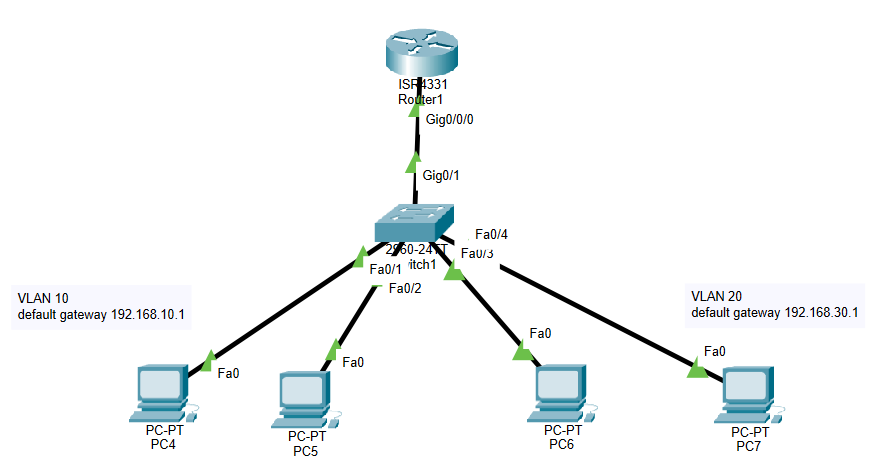 ISR4331
Router1
Gig0/0/0
Gig0/1
Fa0/4
Fa0/3
Fa0/1
Fa0/2
VLAN 10
default gateway 192.168.10.1
VLAN 20
default gateway 192.168.30.1
Fa0
Fa0
Fa0
Fa0
PC-PT
PC4
PC-PT
PC5
PC-PT
PC6
PC-PT
PC7